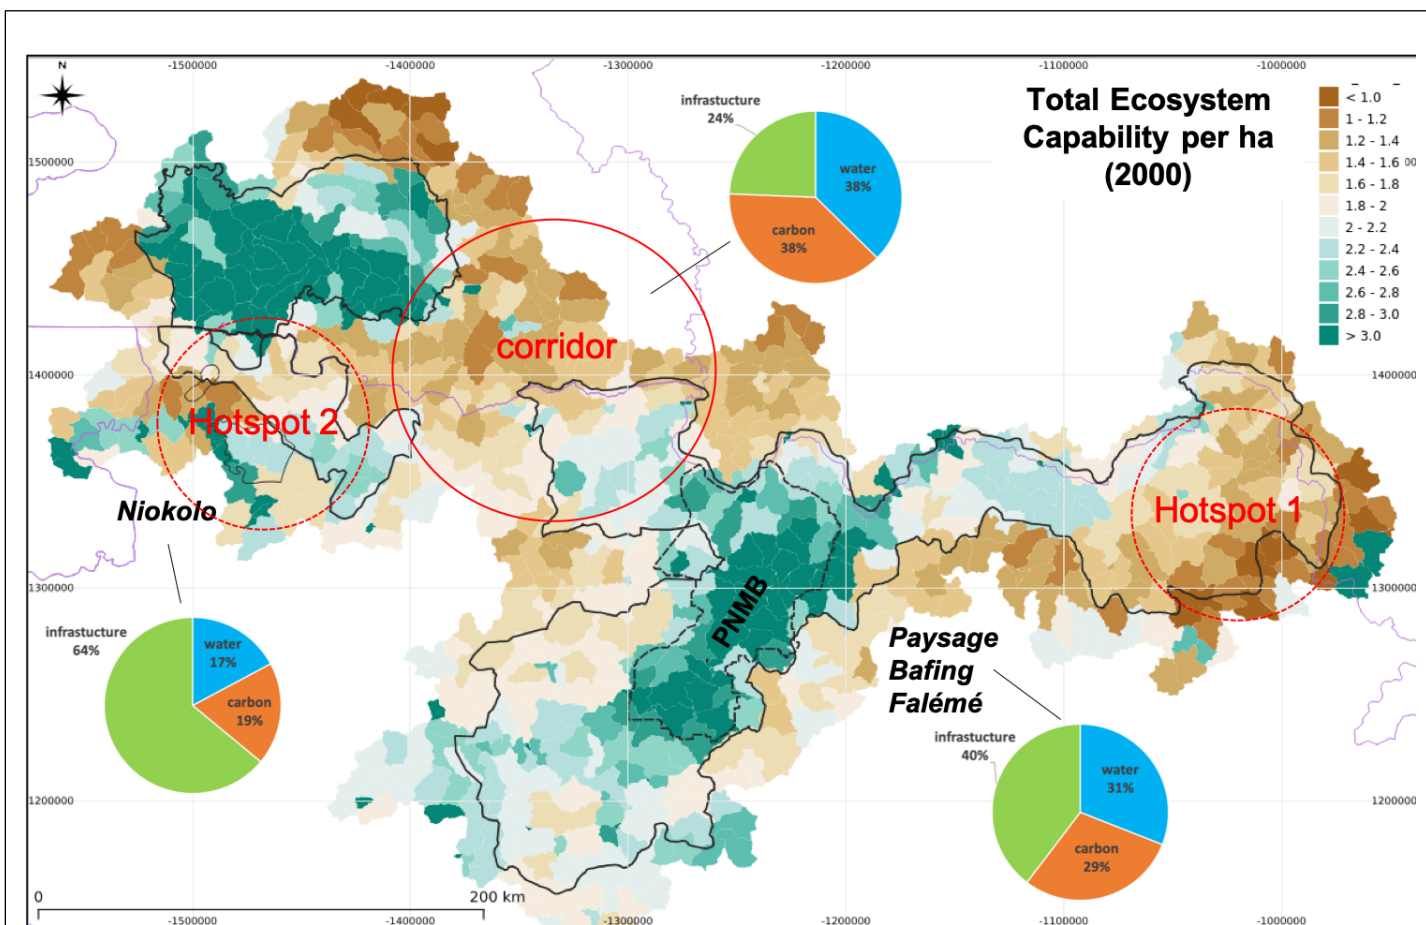 N
-1500000
-1400000
-1300000
-1200000
-1100000
-1000000
Total Ecosystem
Capability per ha
(2000)
< 1.0
1 - 1.2
1.2 - 1.4
1.4 - 1.6
1.6 - 1.8
1.8 - 2
2 - 2.2
2.2 - 2.4
2.4 - 2.6
2.6 - 2.8
2.8 - 3.0
> 3.0
infrastucture
24%
water
38%
carbon
38%
1500000
00
corridor
1400000
1400000
Hotspot 2
Hotspot 1
Niokolo
1300000
1300000
PNMB
Paysage
Bafing
Falémé
infrastucture
64%
water
17%
carbon
19%
infrastucture
40%
water
31%
carbon
29%
1200000
1200000
0
200 km
-1500000
-1400000
-1300000
-1200000
-1100000
-1000000